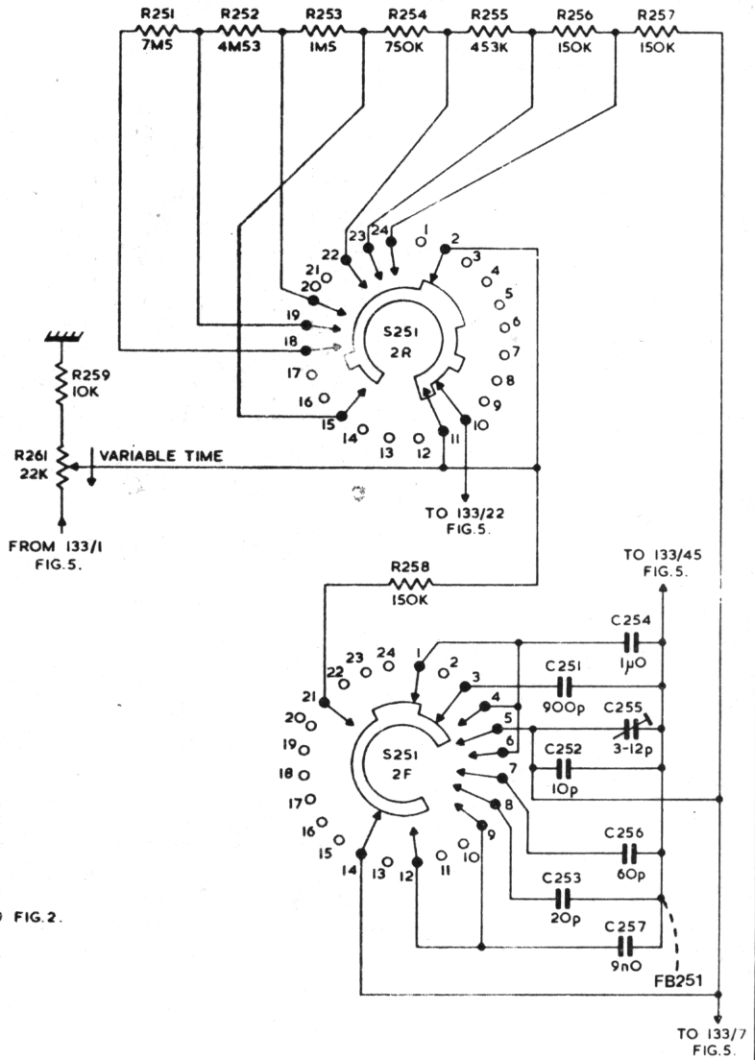 R251 R252 R253 R254 R255 R256 R257
7M5 4M53 1M5 750K 453K 150K 150K
1
24 2
23 3
22 4
21 5
20 6
19 7
18 8
17 9
16 10
15 11
14 12
13
S251
2R
R259
10K
R261
22K
VARIABLE TIME
FROM 133/1
FIG.5.
TO 133/22
FIG.5.
R258
150K
TO 133/45
FIG.5.
24 1
23 2
22 3
21 4
20 5
19 6
18 7
17 8
16 9
15 10
14 11
13 12
S251
2F
C254
1µO
C251
900p
C255
3-12p
C252
10p
C256
60p
C253
20p
C257
9nO
FB251
FIG.2.
TO 133/7
FIG.5.